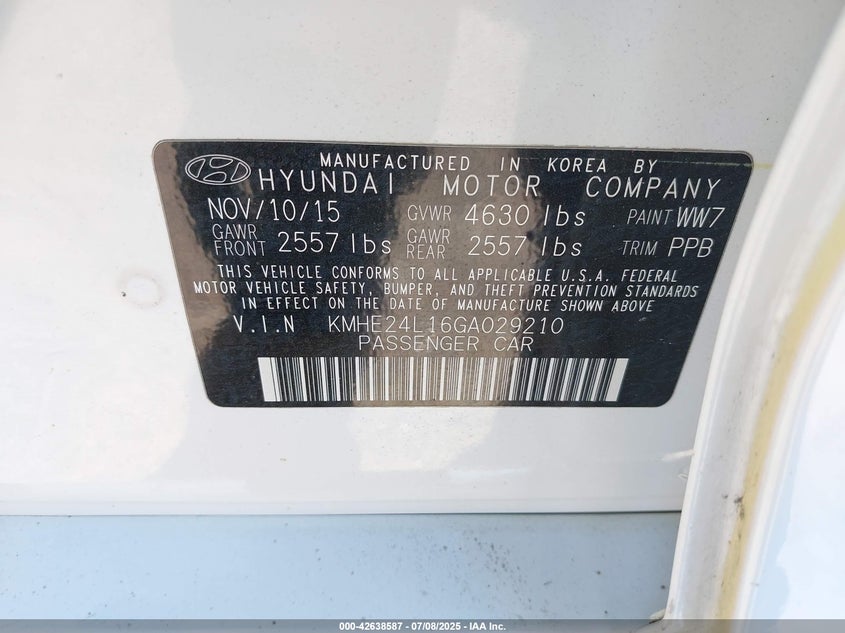 MANUFACTURED IN KOREA BY
HYUNDAI MOTOR COMPANY
NOV/10/15 GVWR 4630 lbs PAINT WW7
GAWR FRONT 2557 lbs GAWR REAR 2557 lbs TRIM PPB
THIS VEHICLE CONFORMS TO ALL APPLICABLE U.S.A. FEDERAL
MOTOR VEHICLE SAFETY, BUMPER, AND THEFT PREVENTION STANDARDS
IN EFFECT ON THE DATE OF MANUFACTURE SHOWN ABOVE
V.I.N KMHE24L16GA029210
PASSENGER CAR
000-42638587 - 07/08/2025 - IAA Inc.